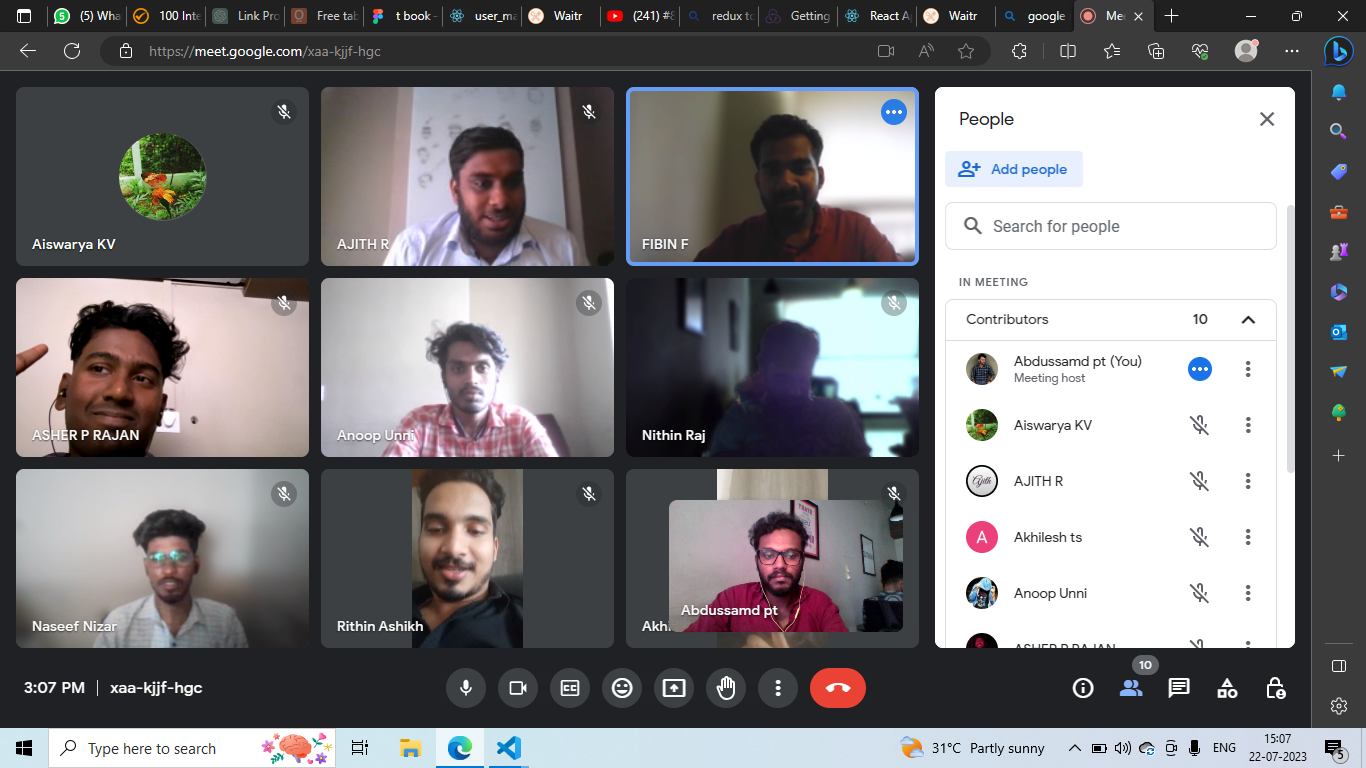 (5) Wha
100 Inte
Link Pro
Free tab
t book -
user_ma
Waitr
(241) #8
redux to
Getting
React A
Waitr
google
Mee
https://meet.google.com/xaa-kjjf-hgc
Aiswarya KV
AJITH R
FIBIN F
ASHER P RAJAN
Anoop Unni
Nithin Raj
Naseef Nizar
Rithin Ashikh
Akhi
Abdussamd pt
People
Add people
Search for people
IN MEETING
Contributors 10
Abdussamd pt (You)
Meeting host
Aiswarya KV
AJITH R
A Akhilesh ts
Anoop Unni
ASHER P RAJAN
3:07 PM | xaa-kjjf-hgc
10
Type here to search
31°C Partly sunny
ENG
15:07
22-07-2023
5